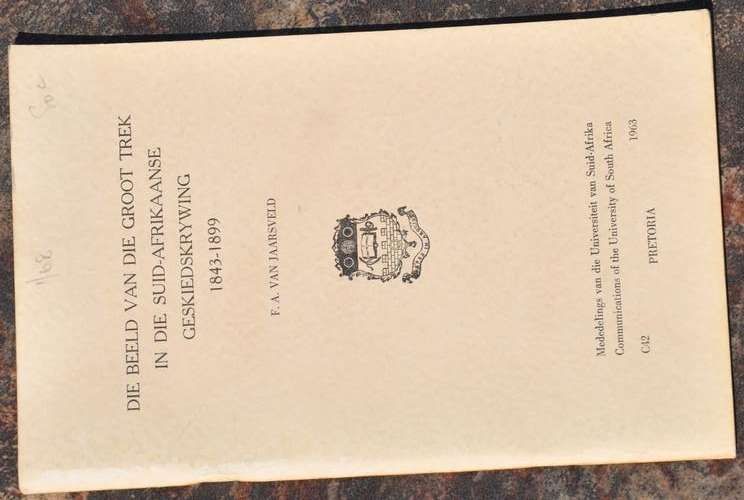 DIE BEELD VAN DIE GROOT TREK
IN DIE SUID-AFRIKAANSE
GESKIEDSKRYWING
1843-1899
F. A. VAN JAARSVELD
Mededelings van die Universiteit van Suid-Afrika
Communications of the University of South Africa
C42 PRETORIA 1963